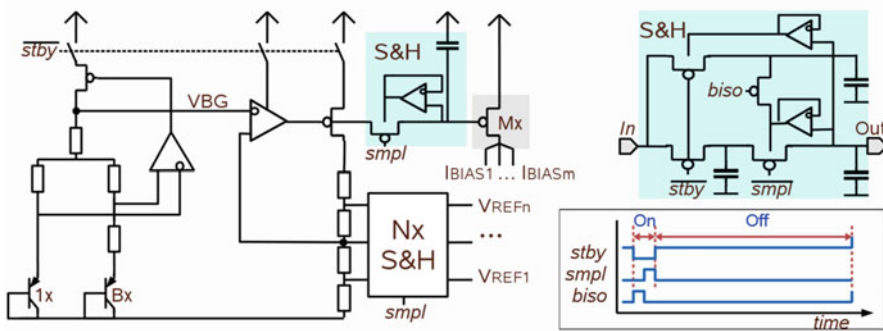 stby
VBG
S&H
smpl
Mx
IBIAS1 ... IBIASm
1x
Bx
Nx
S&H
smpl
VREFn
...
VREF1
S&H
biso
In
Out
stby
smpl
On
Off
stby
smpl
biso
time